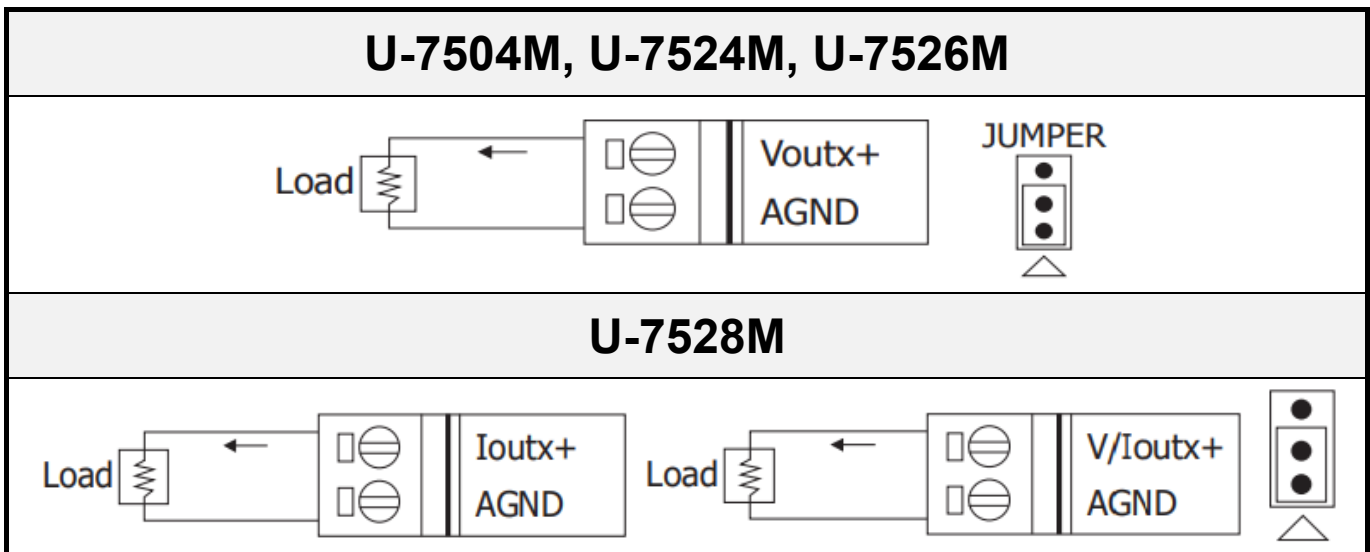 U-7504M, U-7524M, U-7526M
JUMPER
Load
Voutx+
AGND
U-7528M
Load
Ioutx+
AGND
Load
V/Ioutx+
AGND